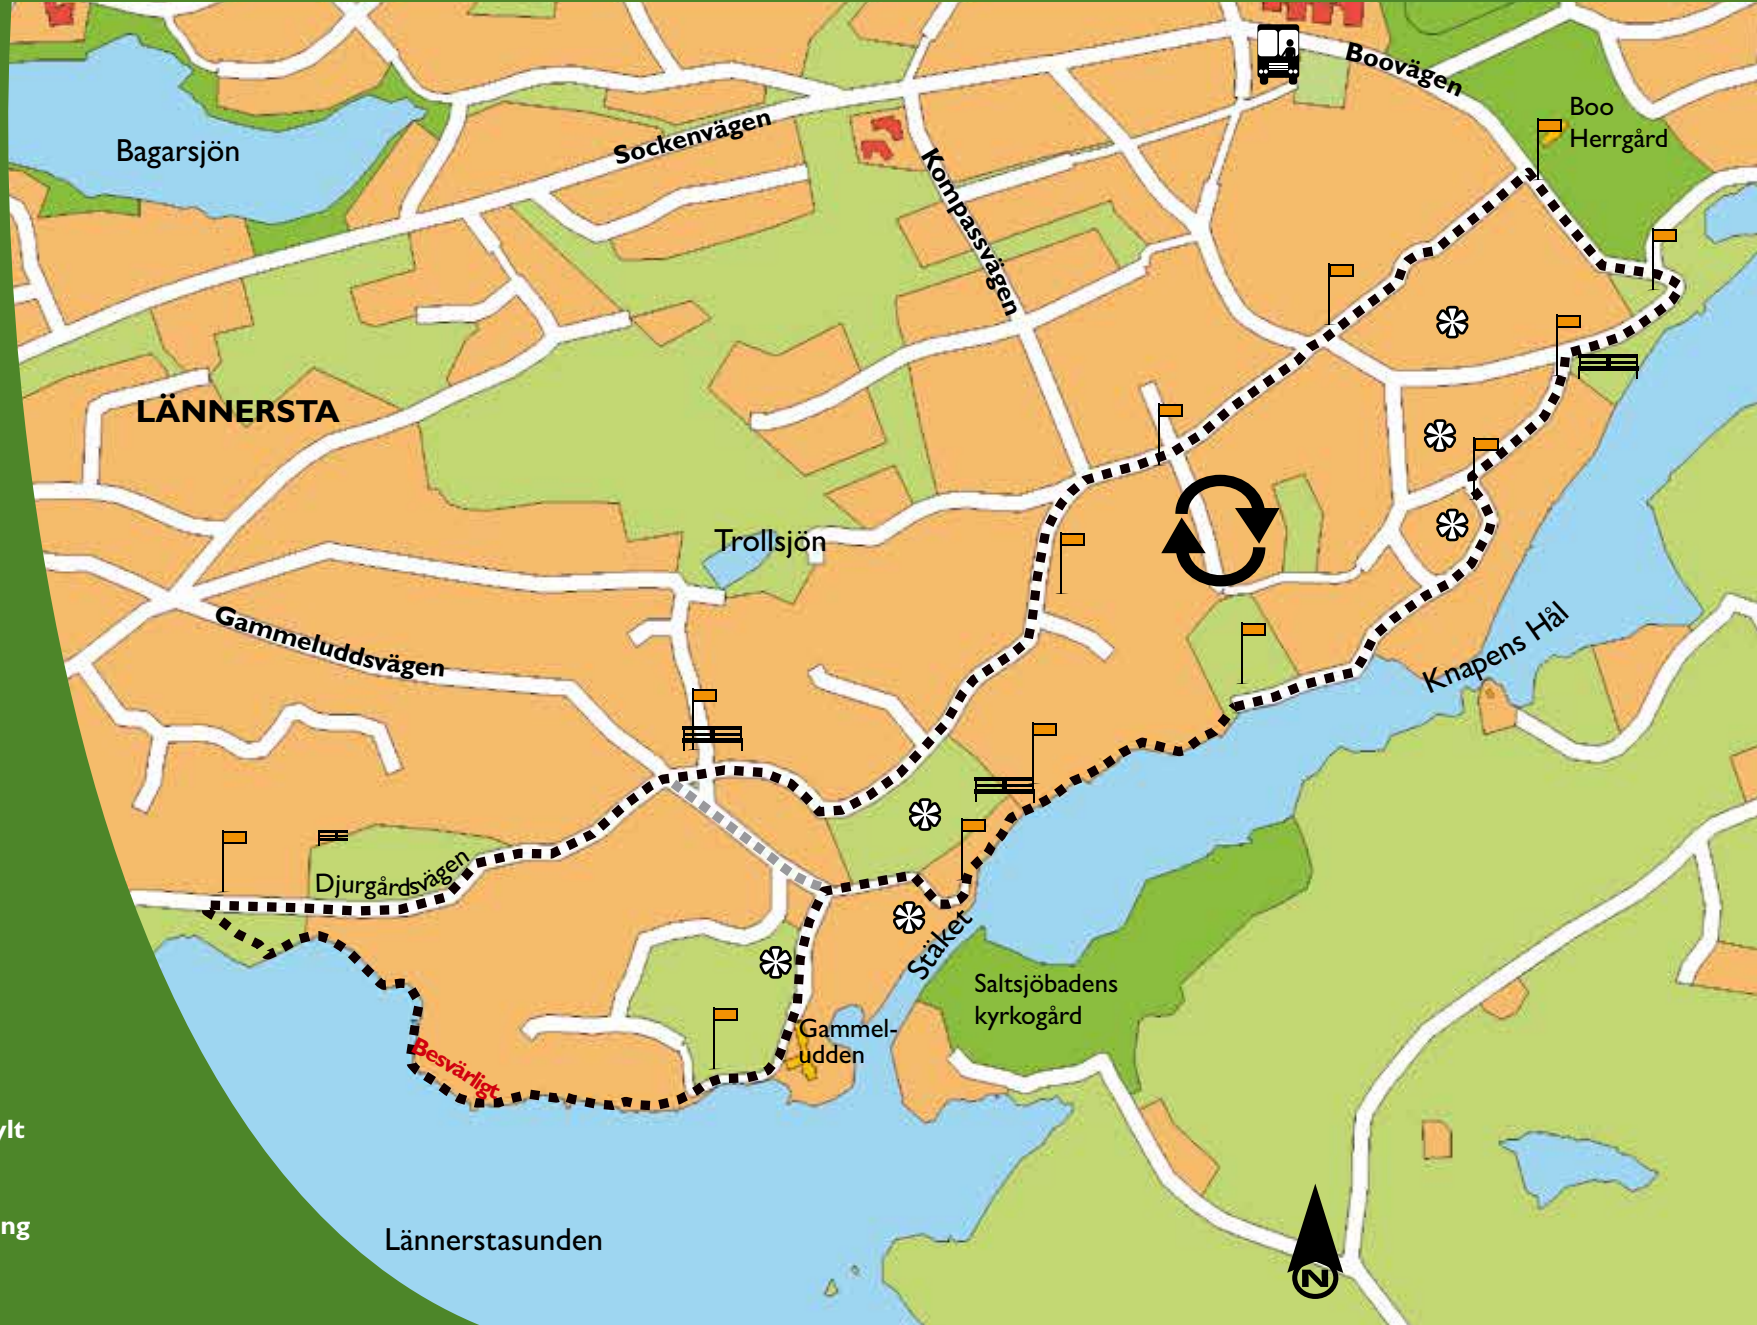 Boovägen
Boo
Herrgård
Sockenvägen
Bagarsjön
Kompassvägen
LÄNNERSTA
Trollsjön
Gammeluddsvägen
Knapens Hål
Djurgårdsvägen
Stäket
Saltsjöbadens
kyrkogård
Gammel-
udden
Besvärligt
ylt
ng
Lännerstasunden
N